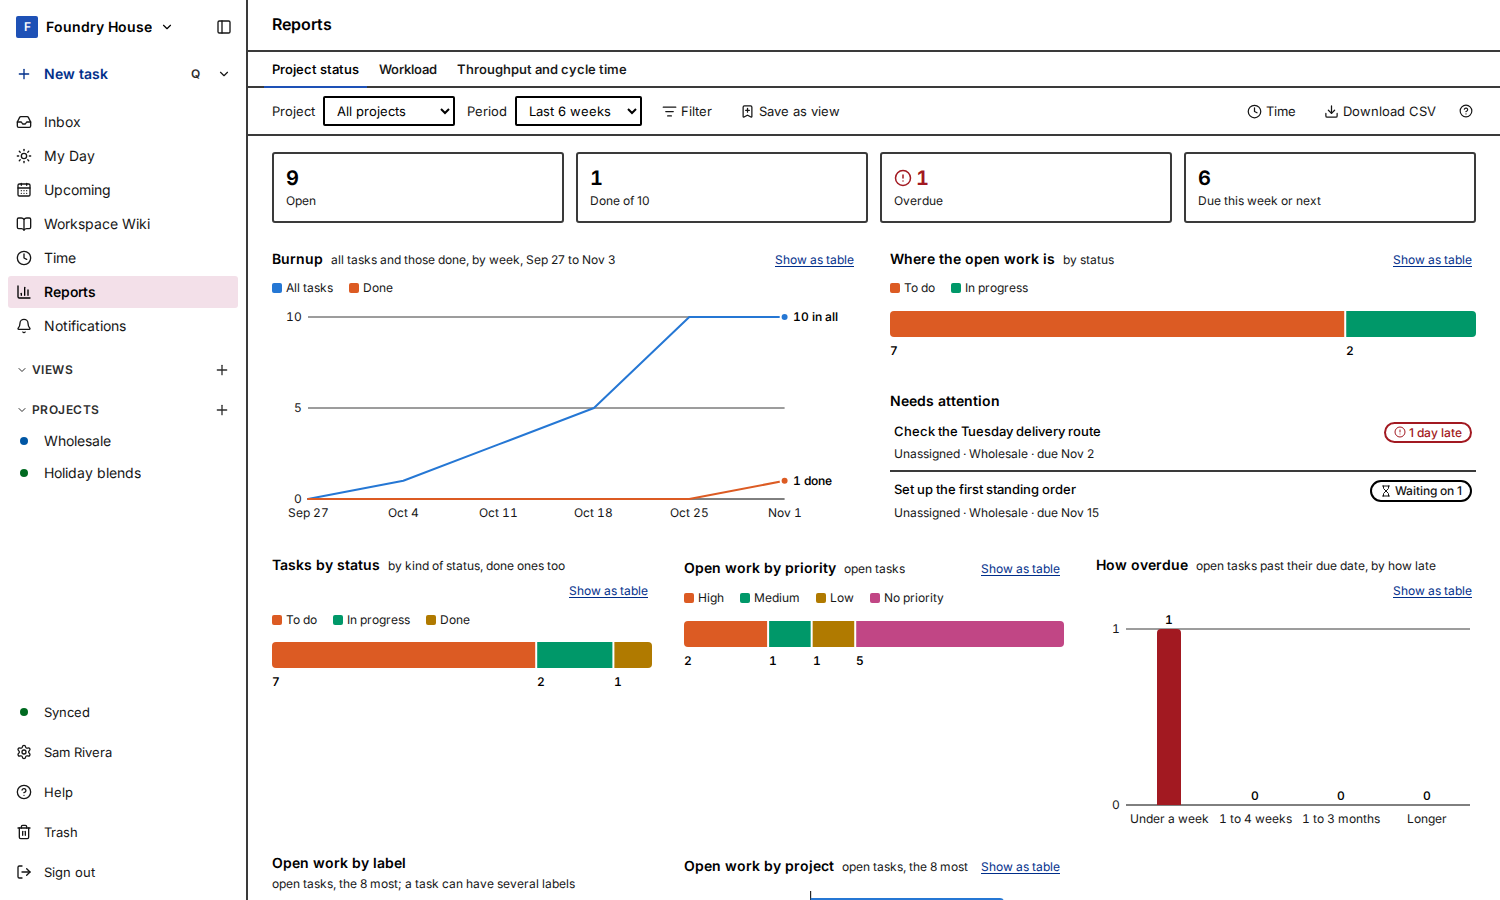 F Foundry House
New task Q
Inbox
My Day
Upcoming
Workspace Wiki
Time
Reports
Notifications
VIEWS
PROJECTS
Wholesale
Holiday blends
Synced
Sam Rivera
Help
Trash
Sign out
Reports
Project status Workload Throughput and cycle time
Project All projects Period Last 6 weeks Filter Save as view Time Download CSV
9
Open
1
Done of 10
1
Overdue
6
Due this week or next
Burnup all tasks and those done, by week, Sep 27 to Nov 3 Show as table
All tasks Done
10 10 in all
5
0 1 done
Sep 27 Oct 4 Oct 11 Oct 18 Oct 25 Nov 1
Where the open work is by status Show as table
To do In progress
7 2
Needs attention
Check the Tuesday delivery route 1 day late
Unassigned · Wholesale · due Nov 2
Set up the first standing order Waiting on 1
Unassigned · Wholesale · due Nov 15
Tasks by status by kind of status, done ones too
Show as table
To do In progress Done
7 2 1
Open work by priority open tasks Show as table
High Medium Low No priority
2 1 1 5
How overdue open tasks past their due date, by how late
Show as table
1
1
0 0 0 0
Under a week 1 to 4 weeks 1 to 3 months Longer
Open work by label
open tasks, the 8 most; a task can have several labels
Open work by project open tasks, the 8 most Show as table